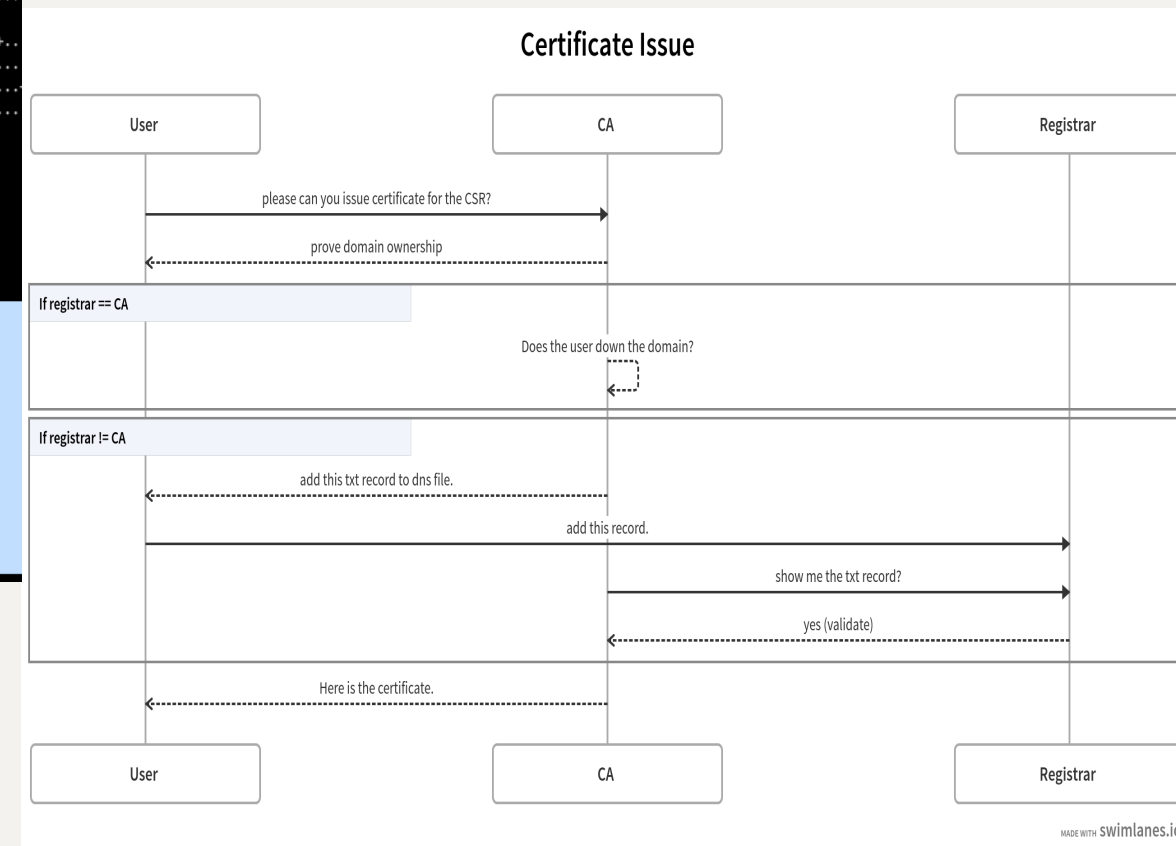 Certificate Issue
User
CA
Registrar
please can you issue certificate for the CSR?
prove domain ownership
If registrar == CA
Does the user down the domain?
If registrar != CA
add this txt record to dns file.
add this record.
show me the txt record?
yes (validate)
Here is the certificate.
User
CA
Registrar
MADE WITH swimlanes.i